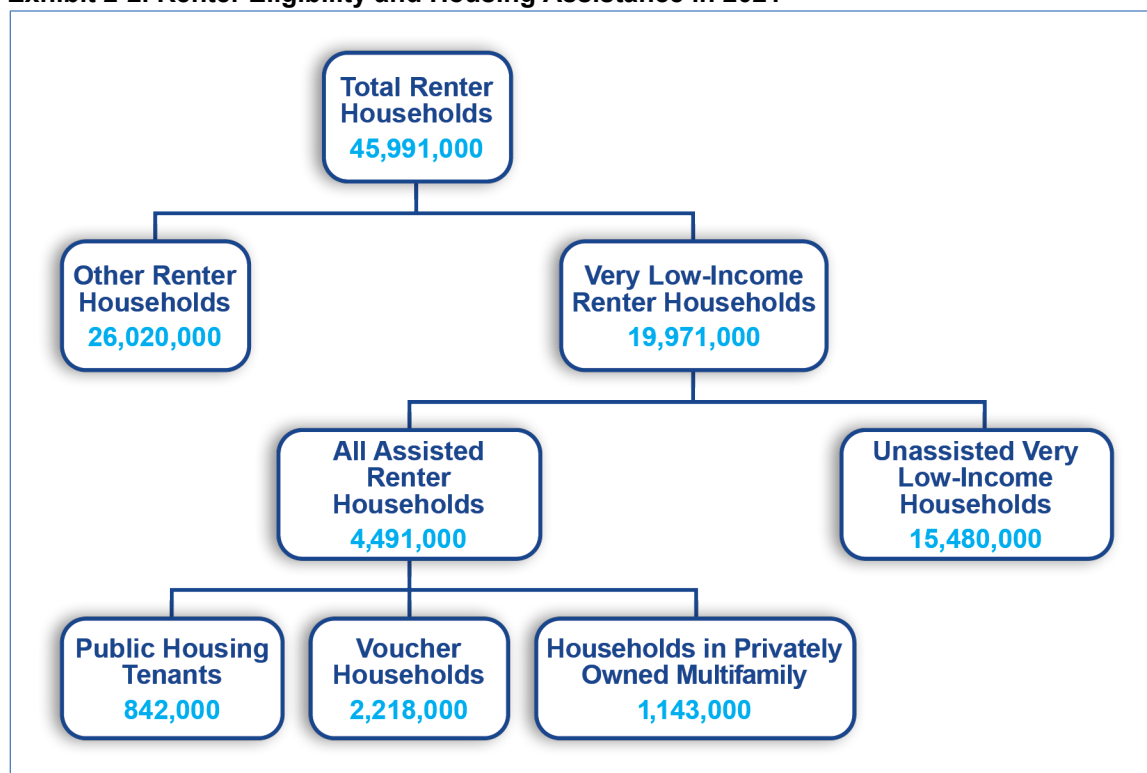 Total Renter
Households
45,991,000
Other Renter
Households
26,020,000
Very Low-Income
Renter Households
19,971,000
All Assisted
Renter
Households
4,491,000
Unassisted Very
Low-Income
Households
15,480,000
Public Housing
Tenants
842,000
Voucher
Households
2,218,000
Households in Privately
Owned Multifamily
1,143,000